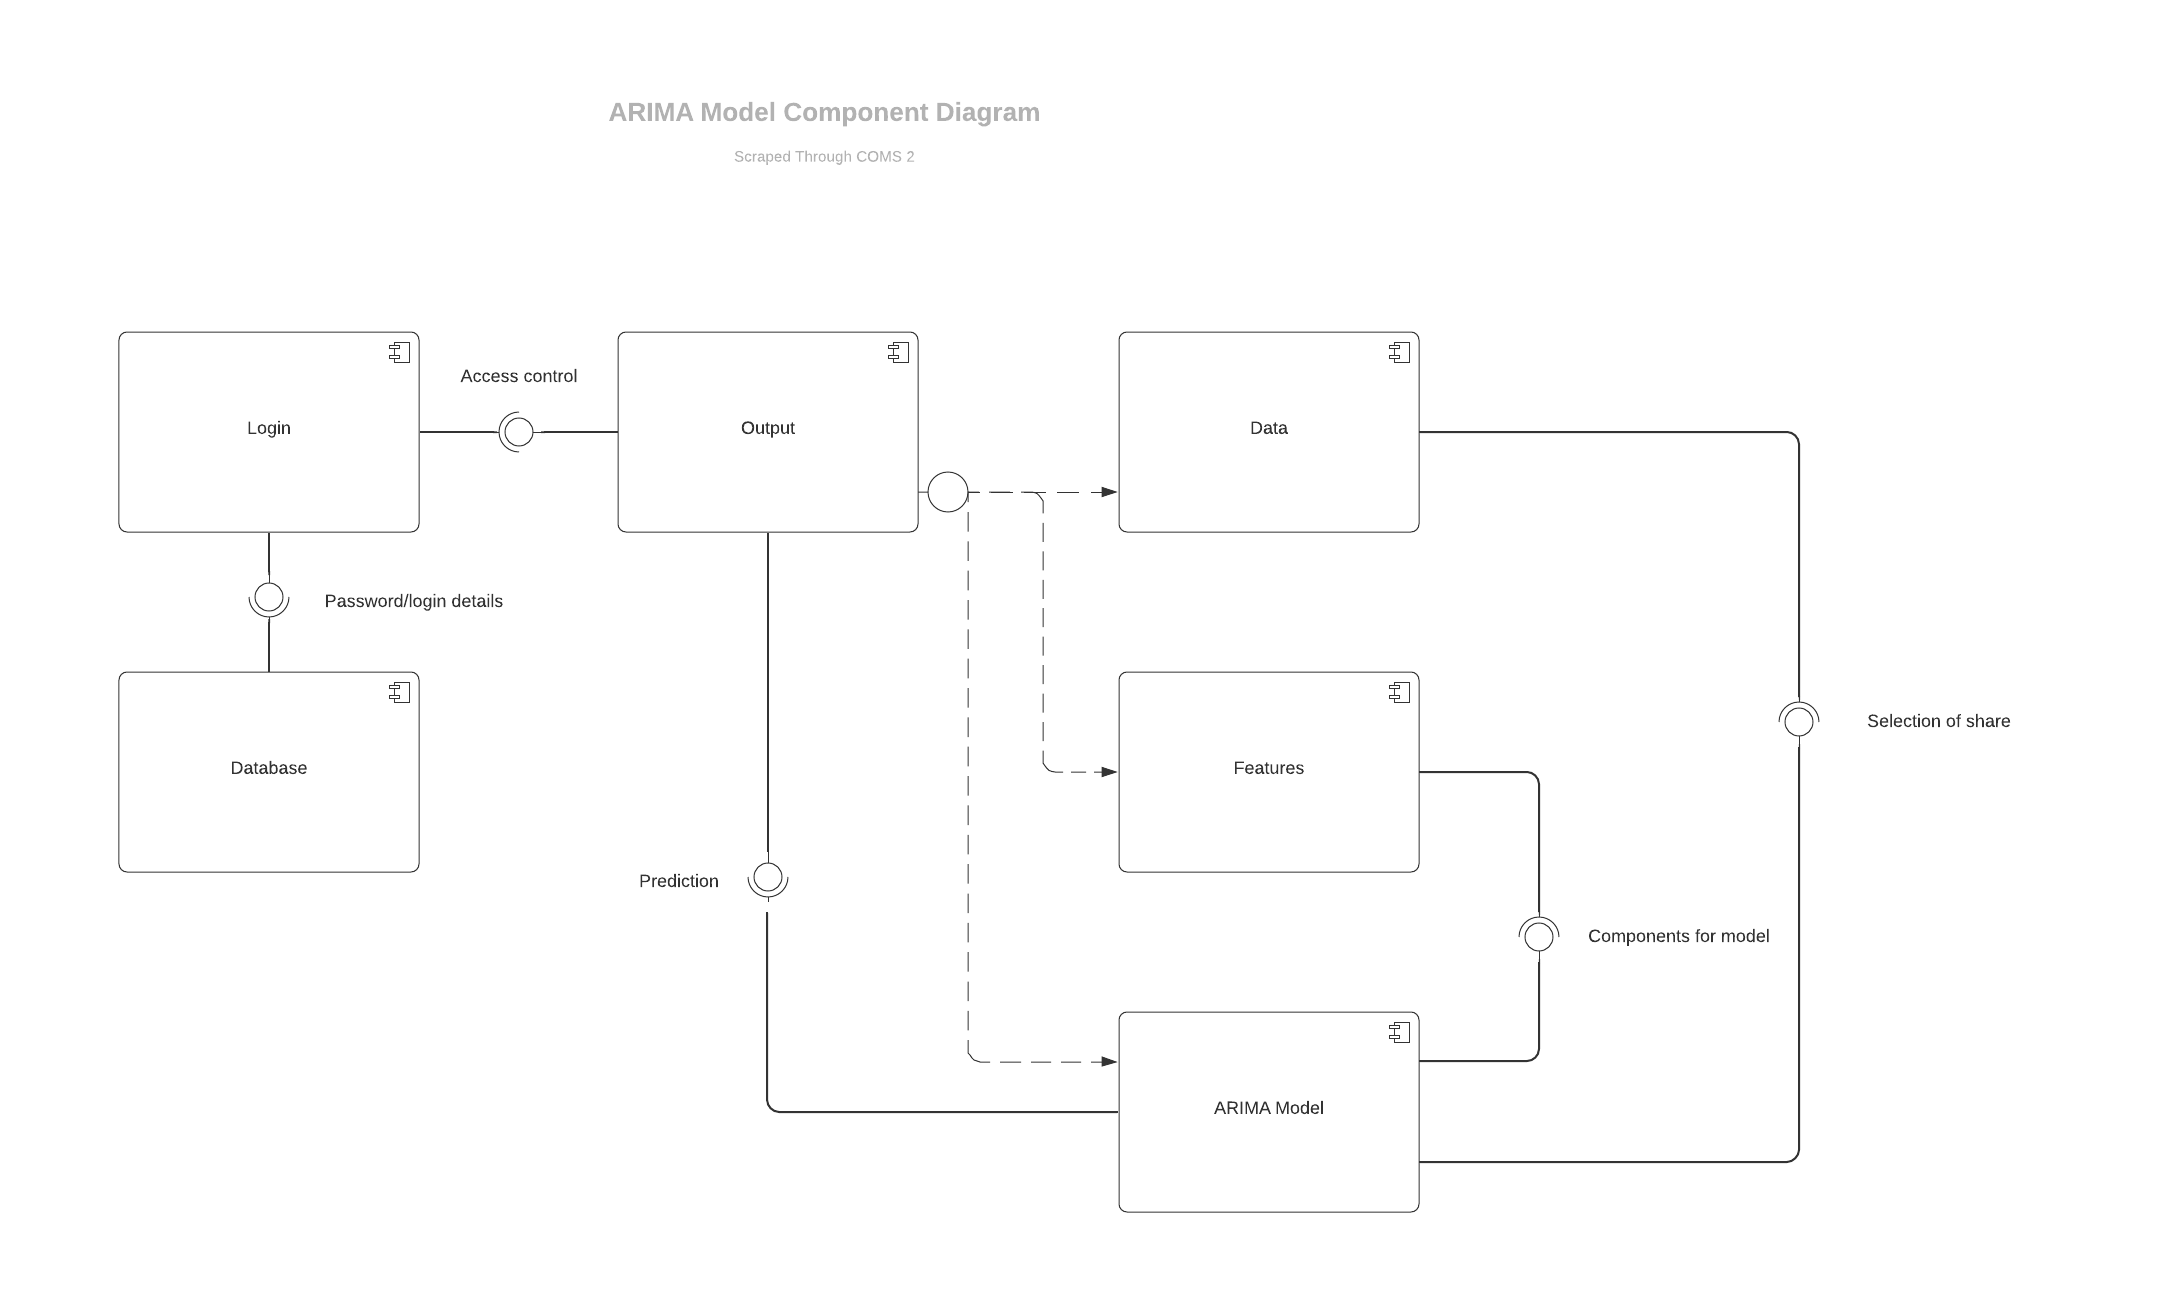 ARIMA Model Component Diagram
Scraped Through COMS 2
Access control
Login
Output
Data
Password/login details
Selection of share
Database
Features
Prediction
Components for model
ARIMA Model